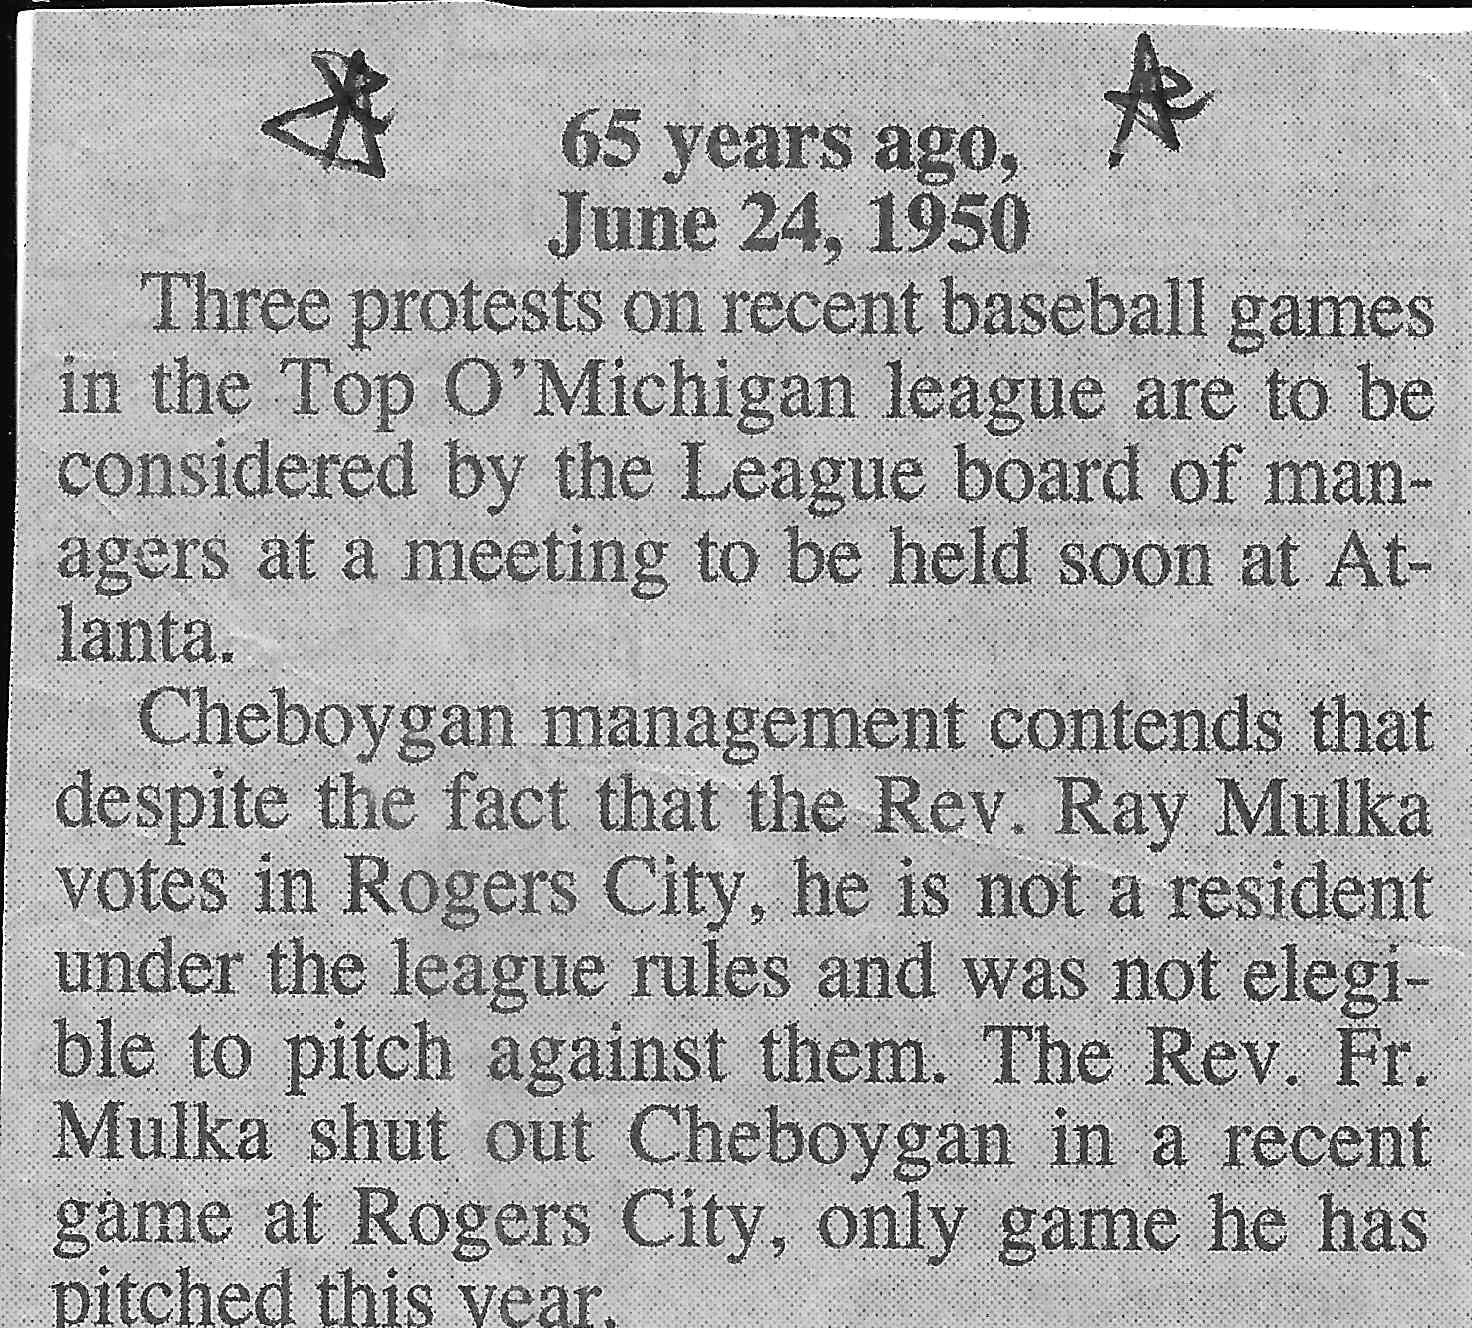 65 years ago,
June 24, 1950
Three protests on recent baseball games
in the Top O'Michigan league are to be
considered by the League board of man-
agers at a meeting to be held soon at At-
lanta.
Cheboygan management contends that
despite the fact that the Rev. Ray Mulka
votes in Rogers City, he is not a resident
under the league rules and was not elegi-
ble to pitch against them. The Rev. Fr.
Mulka shut out Cheboygan in a recent
game at Rogers City, only game he has
pitched this year.